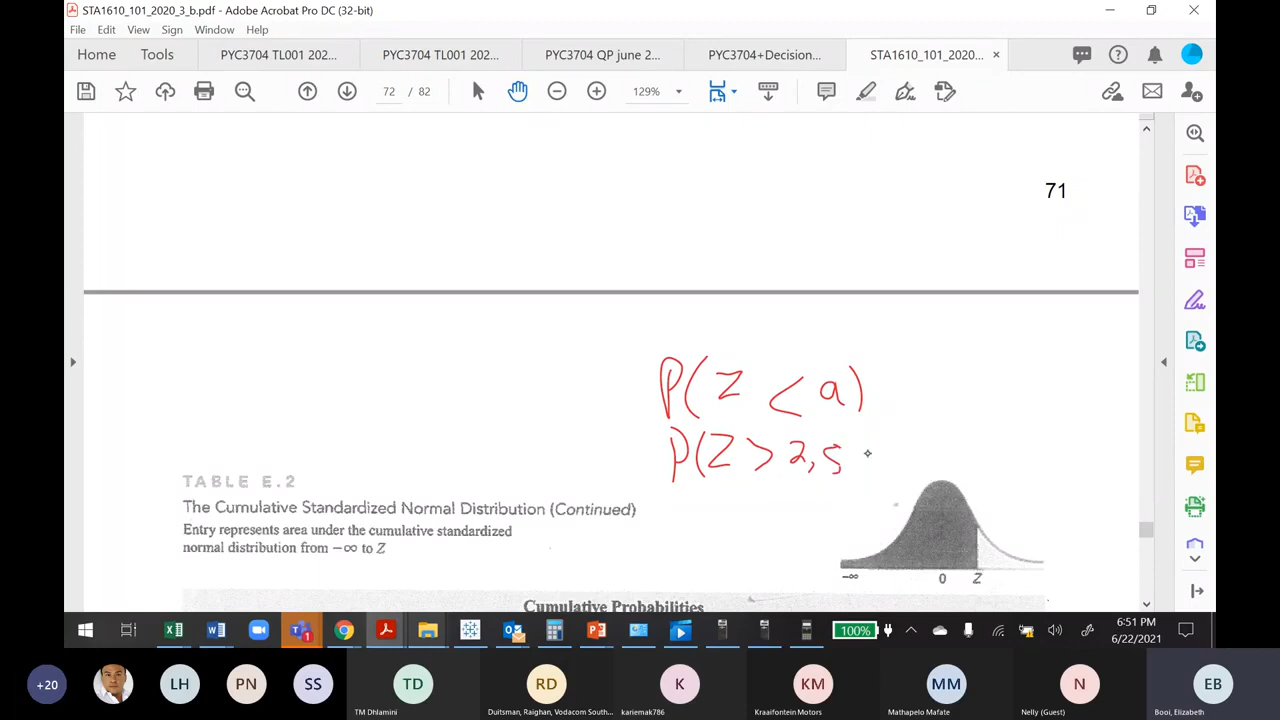 STA1610_101_2020_3_b.pdf - Adobe Acrobat Pro DC (32-bit)
File Edit View Sign Window Help
Home Tools PYC3704 TL001 202... PYC3704 TL001 202... PYC3704 QP june 2... PYC3704+Decision... STA1610_101_2020... ×
72 / 82 129%
71
P(Z < a)
P(Z > 2,5
TABLE E.2
The Cumulative Standardized Normal Distribution (Continued)
Entry represents area under the cumulative standardized
normal distribution from −∞ to Z
−∞ 0 Z
Cumulative Probabilities
100%
6:51 PM
6/22/2021
+20 LH PN SS TD RD K KM MM N EB
TM Dhlamini Duitsman, Raighan, Vodacom South... kariemak786 Kraaifontein Motors Mathapelo Mafate Nelly (Guest) Booi, Elizabeth